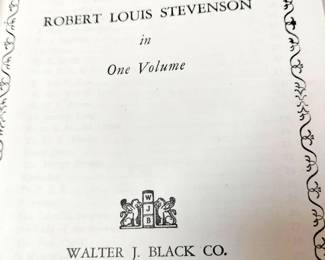 ROBERT LOUIS STEVENSON
in
One Volume
W
J
B
WALTER J. BLACK CO.